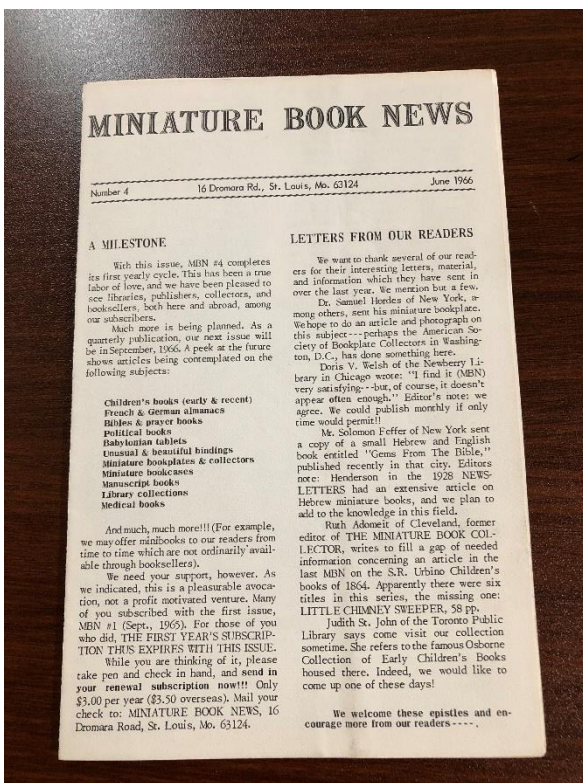 MINIATURE BOOK NEWS
Number 4
16 Dromara Rd., St. Louis, Mo. 63124
June 1966
A MILESTONE
With this issue, MBN #4 completes
its first yearly cycle. This has been a true
labor of love, and we have been pleased to
see libraries, publishers, collectors, and
booksellers, both here and abroad, among
our subscribers.
Much more is being planned. As a
quarterly publication, our next issue will
be in September, 1966. A peek at the future
shows articles being contemplated on the
following subjects:
Children's books (early & recent)
French & German almanacs
Bibles & prayer books
Political books
Babylonian tablets
Unusual & beautiful bindings
Miniature bookplates & collectors
Miniature bookcases
Manuscript books
Library collections
Medical books
And much, much more!!! (For example,
we may offer minibooks to our readers from
time to time which are not ordinarily avail-
able through booksellers).
We need your support, however. As
we indicated, this is a pleasurable avoca-
tion, not a profit motivated venture. Many
of you subscribed with the first issue,
MBN #1 (Sept., 1965). For those of you
who did, THE FIRST YEAR'S SUBSCRIP-
TION THUS EXPIRES WITH THIS ISSUE.
While you are thinking of it, please
take pen and check in hand, and send in
your renewal subscription now!!! Only
$3.00 per year ($3.50 overseas). Mail your
check to: MINIATURE BOOK NEWS, 16
Dromara Road, St. Louis, Mo. 63124.
LETTERS FROM OUR READERS
We want to thank several of our read-
ers for their interesting letters, material,
and information which they have sent in
over the last year. We mention but a few.
Dr. Samuel Hordes of New York, a-
mong others, sent his miniature bookplate.
We hope to do an article and photograph on
this subject---perhaps the American So-
ciety of Bookplate Collectors in Washing-
ton, D.C., has done something here.
Doris V. Welsh of the Newberry Li-
brary in Chicago wrote: "I find it (MBN)
very satisfying---but, of course, it doesn't
appear often enough." Editor's note: we
agree. We could publish monthly if only
time would permit!!
Mr. Solomon Feffer of New York sent
a copy of a small Hebrew and English
book entitled "Gems From The Bible,"
published recently in that city. Editors
note: Henderson in the 1928 NEWS-
LETTERS had an extensive article on
Hebrew miniature books, and we plan to
add to the knowledge in this field.
Ruth Adomeit of Cleveland, former
editor of THE MINIATURE BOOK COL-
LECTOR, writes to fill a gap of needed
information concerning an article in the
last MBN on the S.R. Urbino Children's
books of 1864. Apparently there were six
titles in this series, the missing one:
LITTLE CHIMNEY SWEEPER, 58 pp.
Judith St. John of the Toronto Public
Library says come visit our collection
sometime. She refers to the famous Osborne
Collection of Early Children's Books
housed there. Indeed, we would like to
come up one of these days!
We welcome these epistles and en-
courage more from our readers ----.